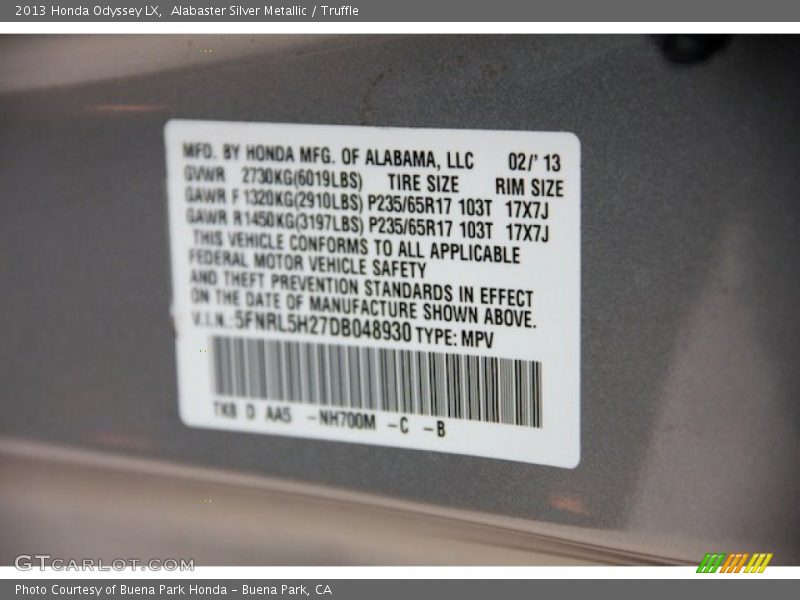 2013 Honda Odyssey LX, Alabaster Silver Metallic / Truffle
MFD. BY HONDA MFG. OF ALABAMA, LLC 02/' 13
GVWR 2730KG(6019LBS) TIRE SIZE RIM SIZE
GAWR F 1320KG(2910LBS) P235/65R17 103T 17X7J
GAWR R1450KG(3197LBS) P235/65R17 103T 17X7J
THIS VEHICLE CONFORMS TO ALL APPLICABLE
FEDERAL MOTOR VEHICLE SAFETY
AND THEFT PREVENTION STANDARDS IN EFFECT
ON THE DATE OF MANUFACTURE SHOWN ABOVE.
V.I.N.:5FNRL5H27DB048930 TYPE: MPV
TK8 D AA5 -NH700M -C -B
GTCARLOT.COM
Photo Courtesy of Buena Park Honda - Buena Park, CA